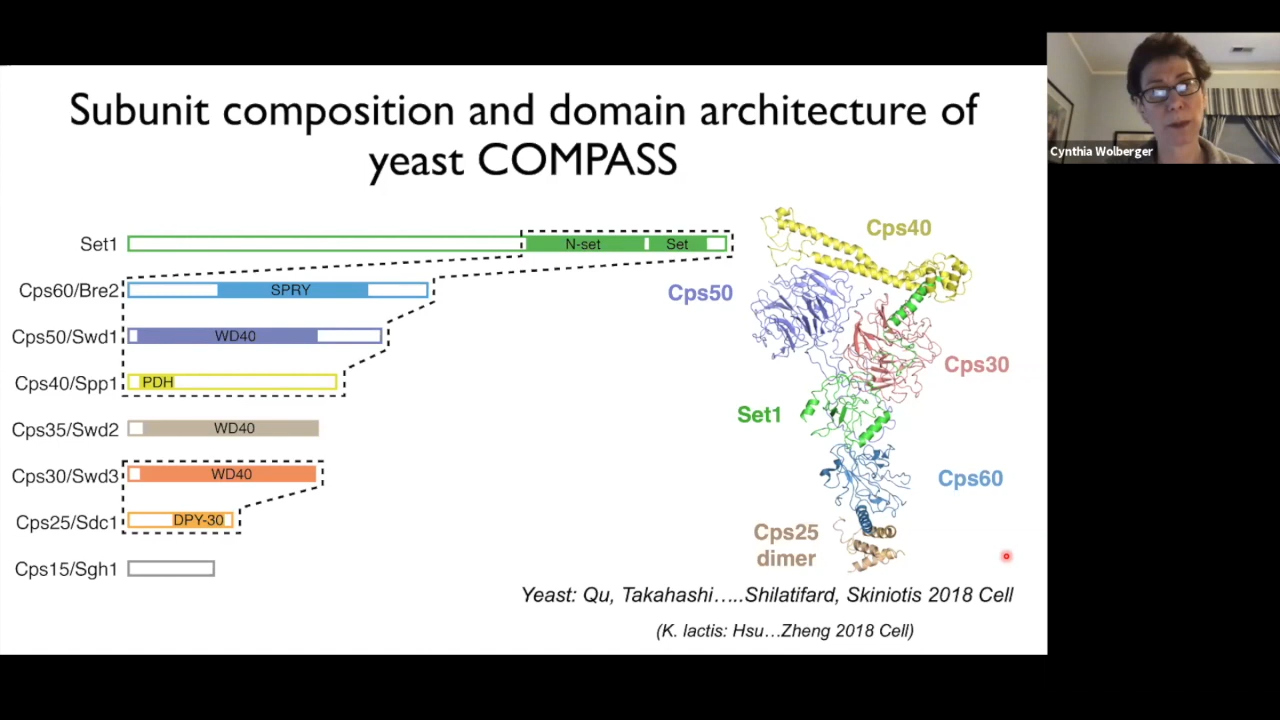 Subunit composition and domain architecture of
yeast COMPASS
Set1
N-set
Set
Cps60/Bre2
SPRY
Cps50/Swd1
WD40
Cps40/Spp1
PDH
Cps35/Swd2
WD40
Cps30/Swd3
WD40
Cps25/Sdc1
DPY-30
Cps15/Sgh1
Cps40
Cps50
Cps30
Set1
Cps60
Cps25
dimer
Yeast: Qu, Takahashi…..Shilatifard, Skiniotis 2018 Cell
(K. lactis: Hsu…Zheng 2018 Cell)
Cynthia Wolberger